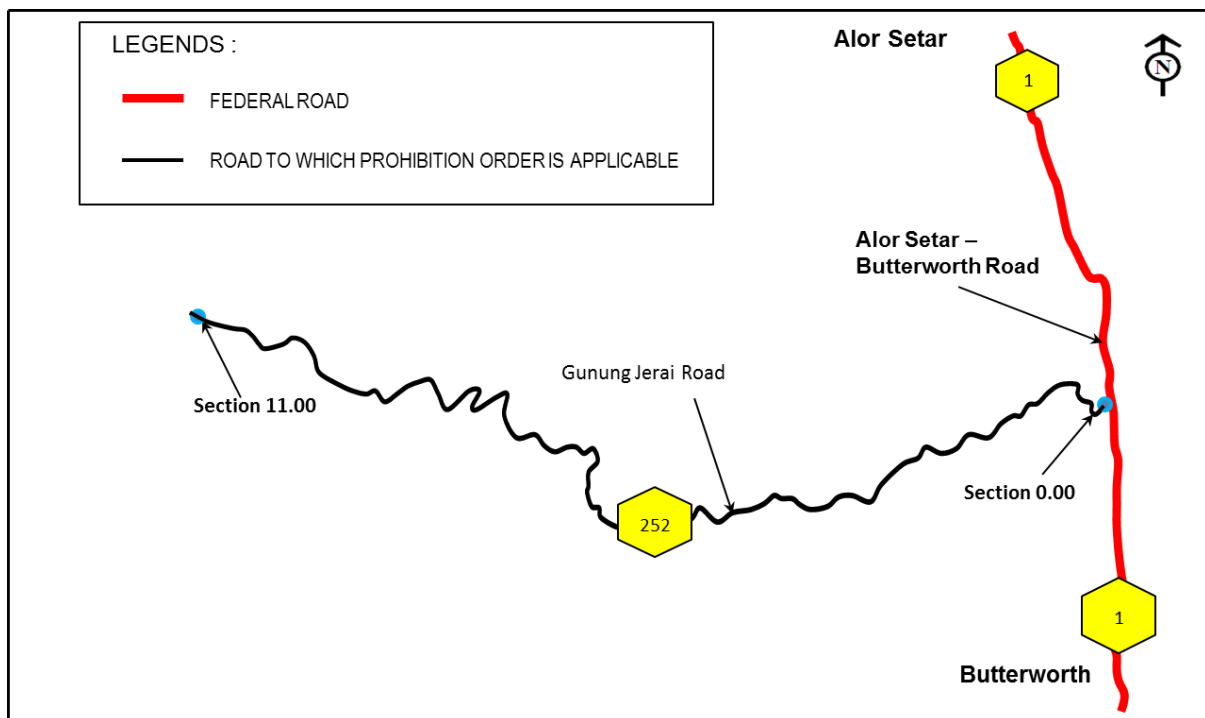 LEGENDS :
FEDERAL ROAD
ROAD TO WHICH PROHIBITION ORDER IS APPLICABLE
Alor Setar
1
N
Alor Setar –
Butterworth Road
Gunung Jerai Road
Section 11.00
Section 0.00
252
1
Butterworth